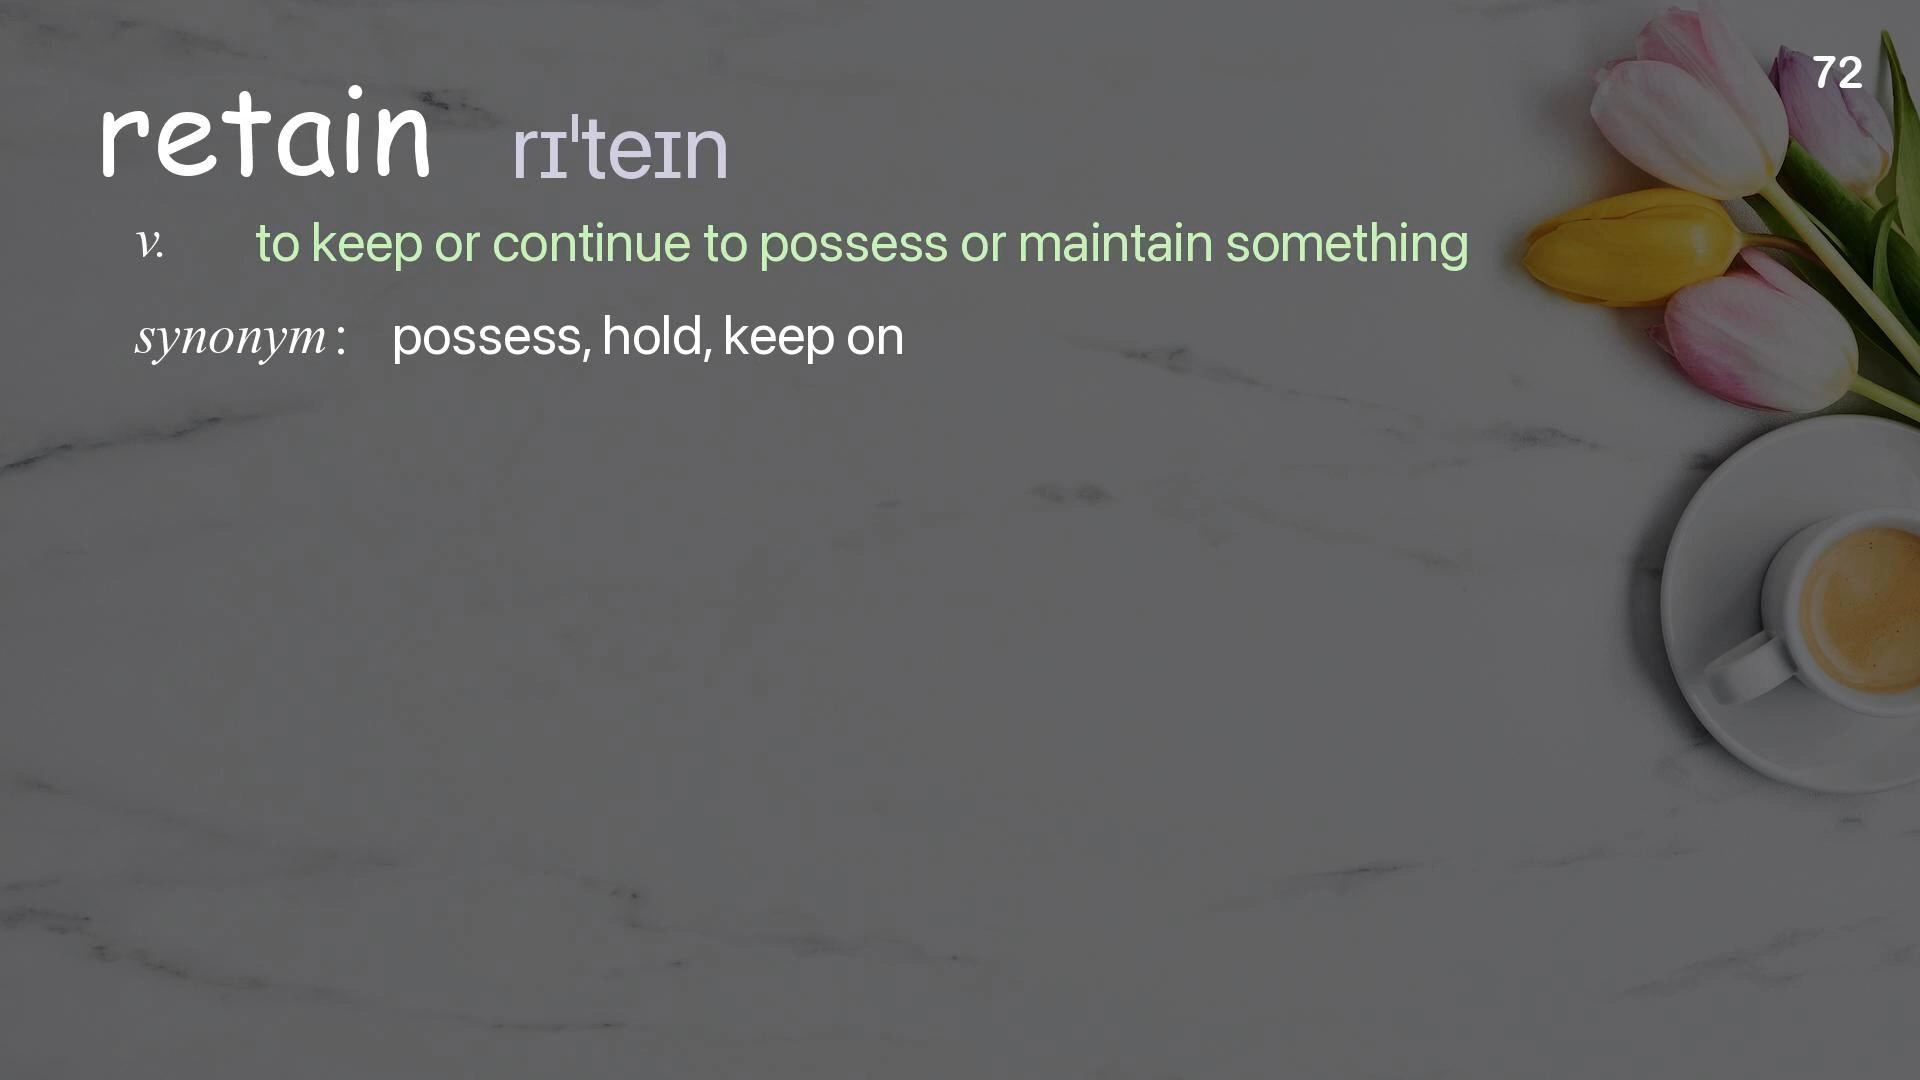 72
retain rɪˈteɪn
v. to keep or continue to possess or maintain something
synonym: possess, hold, keep on